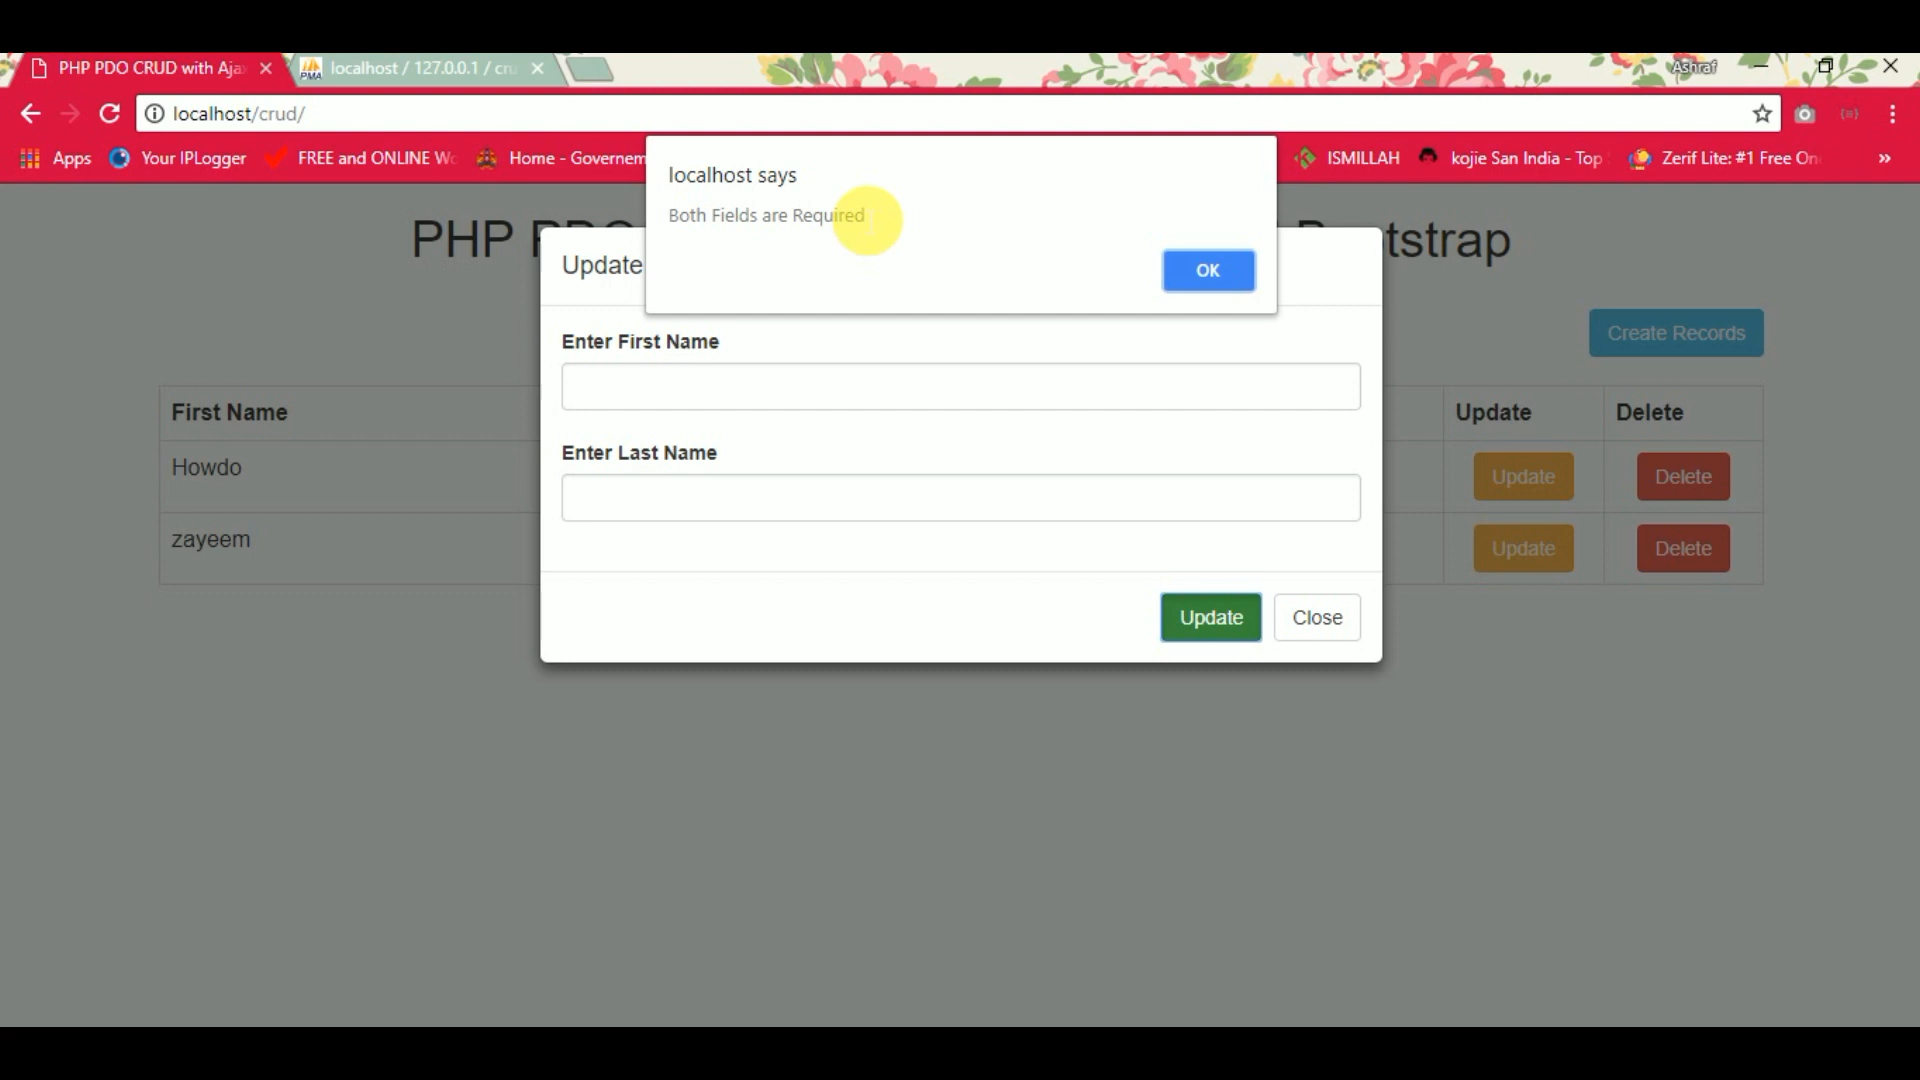 PHP PDO CRUD with Aja
localhost / 127.0.0.1 / cru
Ashraf
localhost/crud/
Apps
Your IPLogger
FREE and ONLINE Wo
Home - Governem
ISMILLAH
kojie San India - Top
Zerif Lite: #1 Free On
localhost says
Both Fields are Required
OK
PHP
tstrap
Update
Create Records
Enter First Name
Enter Last Name
First Name
Update
Delete
Howdo
Update
Delete
zayeem
Update
Delete
Update
Close